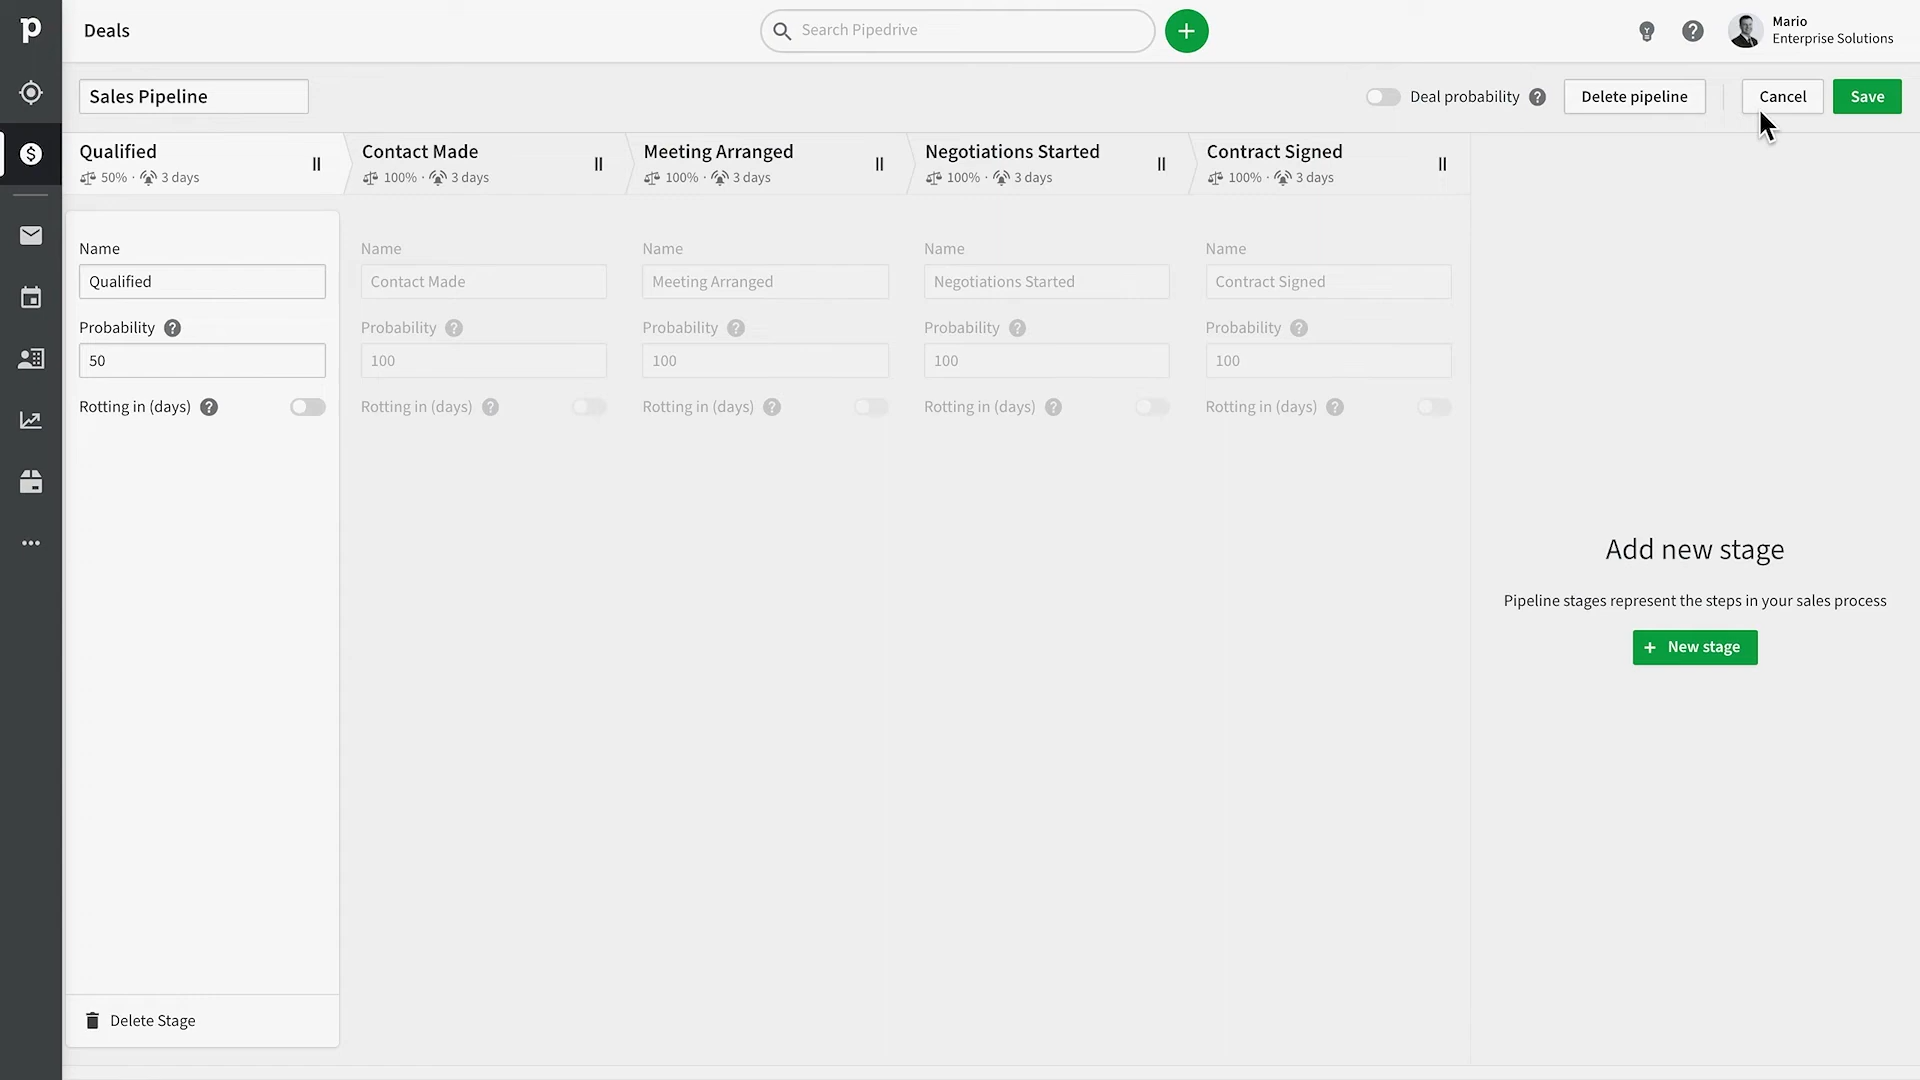 p
Deals
Search Pipedrive
Mario
Enterprise Solutions
Sales Pipeline
Deal probability
Delete pipeline
Cancel
Save
Qualified
50% · 3 days
Contact Made
100% · 3 days
Meeting Arranged
100% · 3 days
Negotiations Started
100% · 3 days
Contract Signed
100% · 3 days
Name
Qualified
Probability
50
Rotting in (days)
Name
Contact Made
Probability
100
Rotting in (days)
Name
Meeting Arranged
Probability
100
Rotting in (days)
Name
Negotiations Started
Probability
100
Rotting in (days)
Name
Contract Signed
Probability
100
Rotting in (days)
Add new stage
Pipeline stages represent the steps in your sales process
+ New stage
Delete Stage